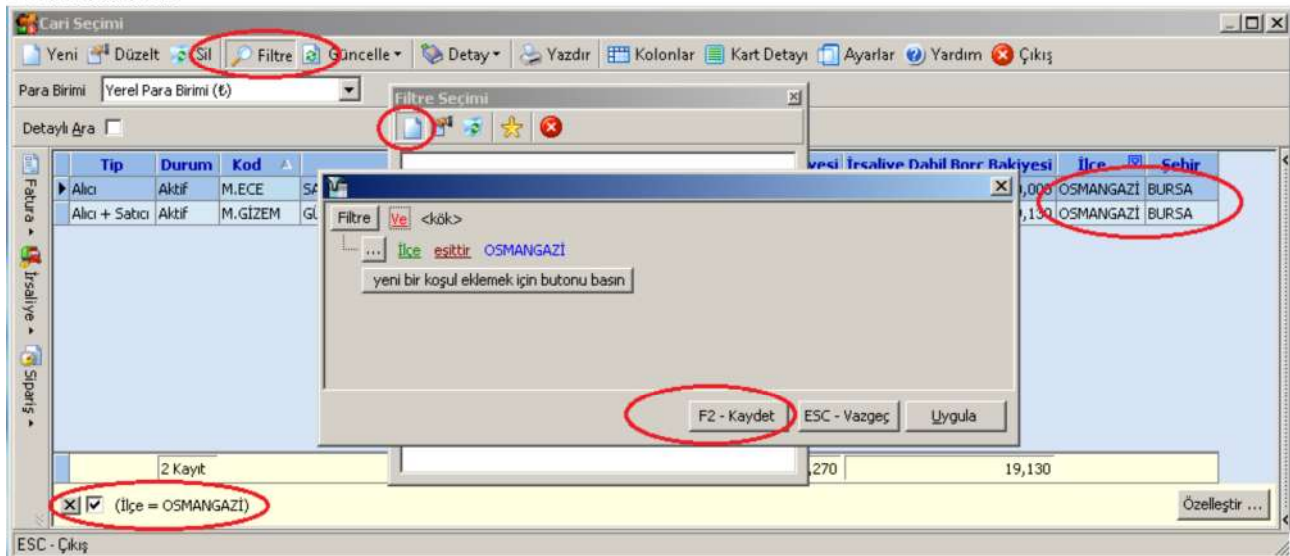 Cari Seçimi
Yeni Düzelt Sil Filtre Güncelle Detay Yazdır Kolonlar Kart Detayı Ayarlar Yardım Çıkış
Para Birimi Yerel Para Birimi (₺)
Filtre Seçimi
Detaylı Ara
Tip Durum Kod İrsaliye Dahil Borç Bakiyesi İlçe Şehir
Alıcı Aktif M.ECE OSMANGAZİ BURSA
Alıcı + Satıcı Aktif M.GİZEM OSMANGAZİ BURSA
Fatura
İrsaliye
Sipariş
Filtre Ve <kök>
... İlçe eşittir OSMANGAZİ
yeni bir koşul eklemek için butonu basın
F2 - Kaydet ESC - Vazgeç Uygula
2 Kayıt ,270 19,130
(İlçe = OSMANGAZİ) Özelleştir ...
ESC - Çıkış